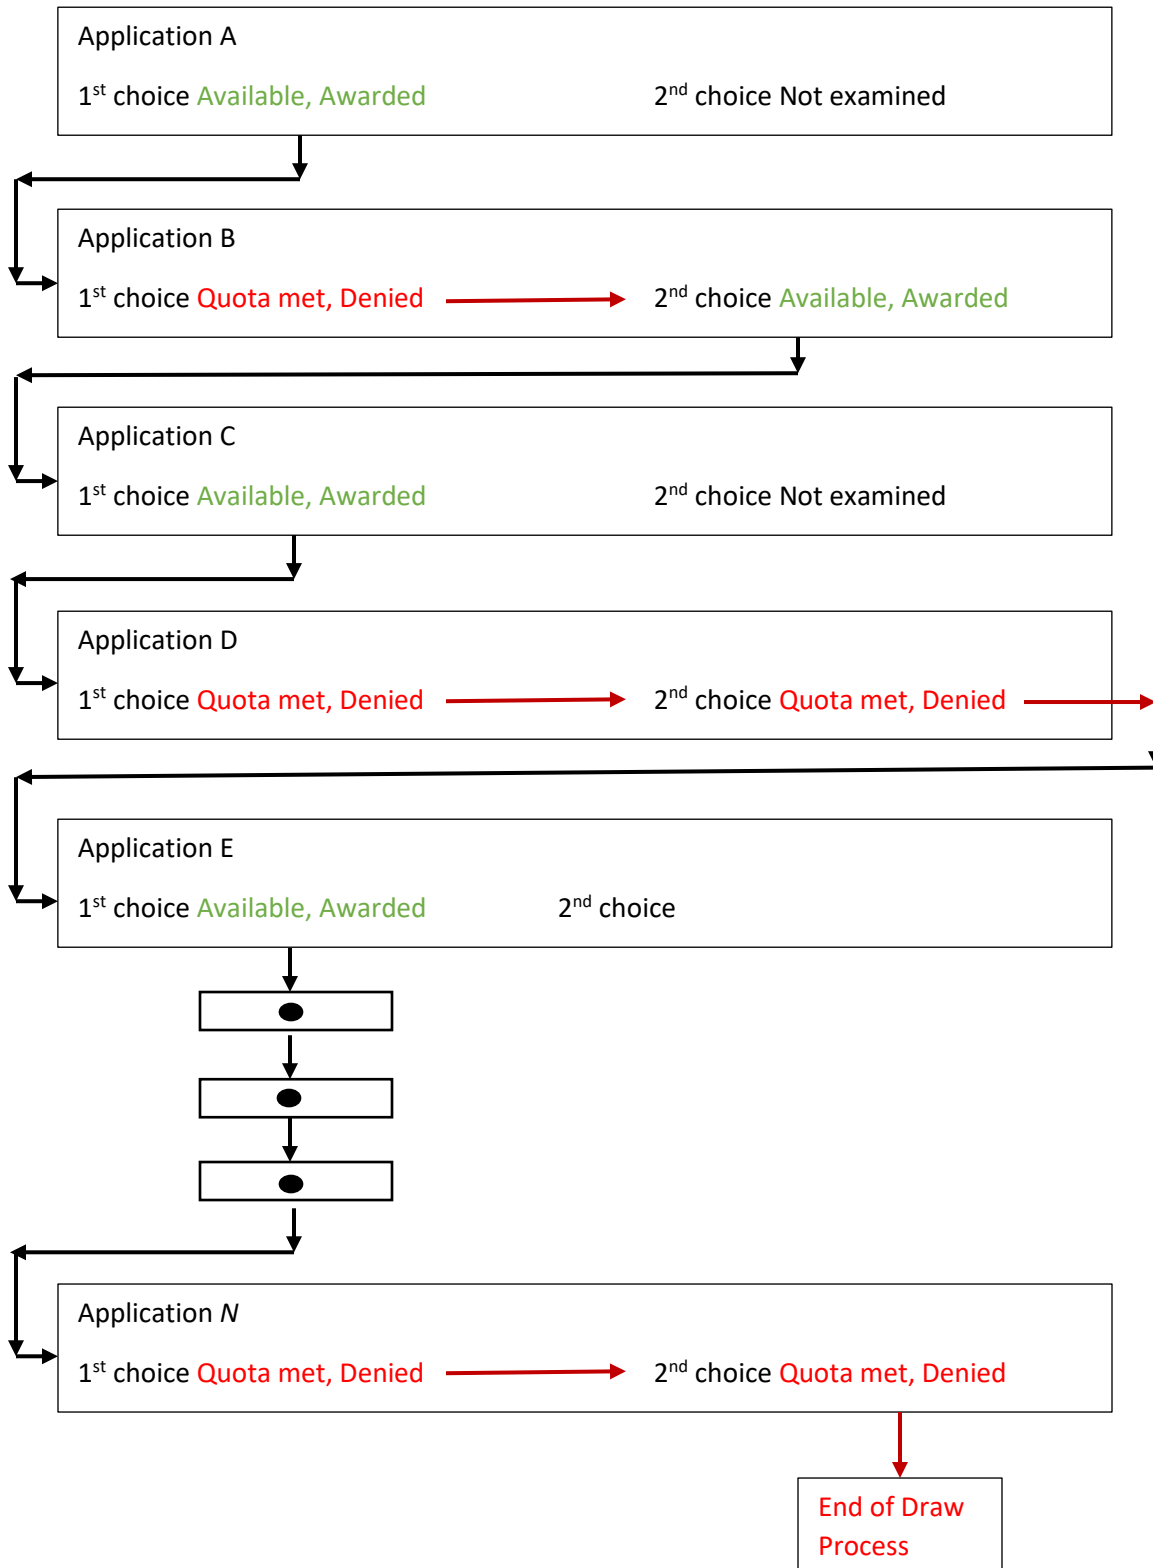 Application A
1st choice Available, Awarded 2nd choice Not examined
Application B
1st choice Quota met, Denied 2nd choice Available, Awarded
Application C
1st choice Available, Awarded 2nd choice Not examined
Application D
1st choice Quota met, Denied 2nd choice Quota met, Denied
Application E
1st choice Available, Awarded 2nd choice
Application N
1st choice Quota met, Denied 2nd choice Quota met, Denied
End of Draw
Process